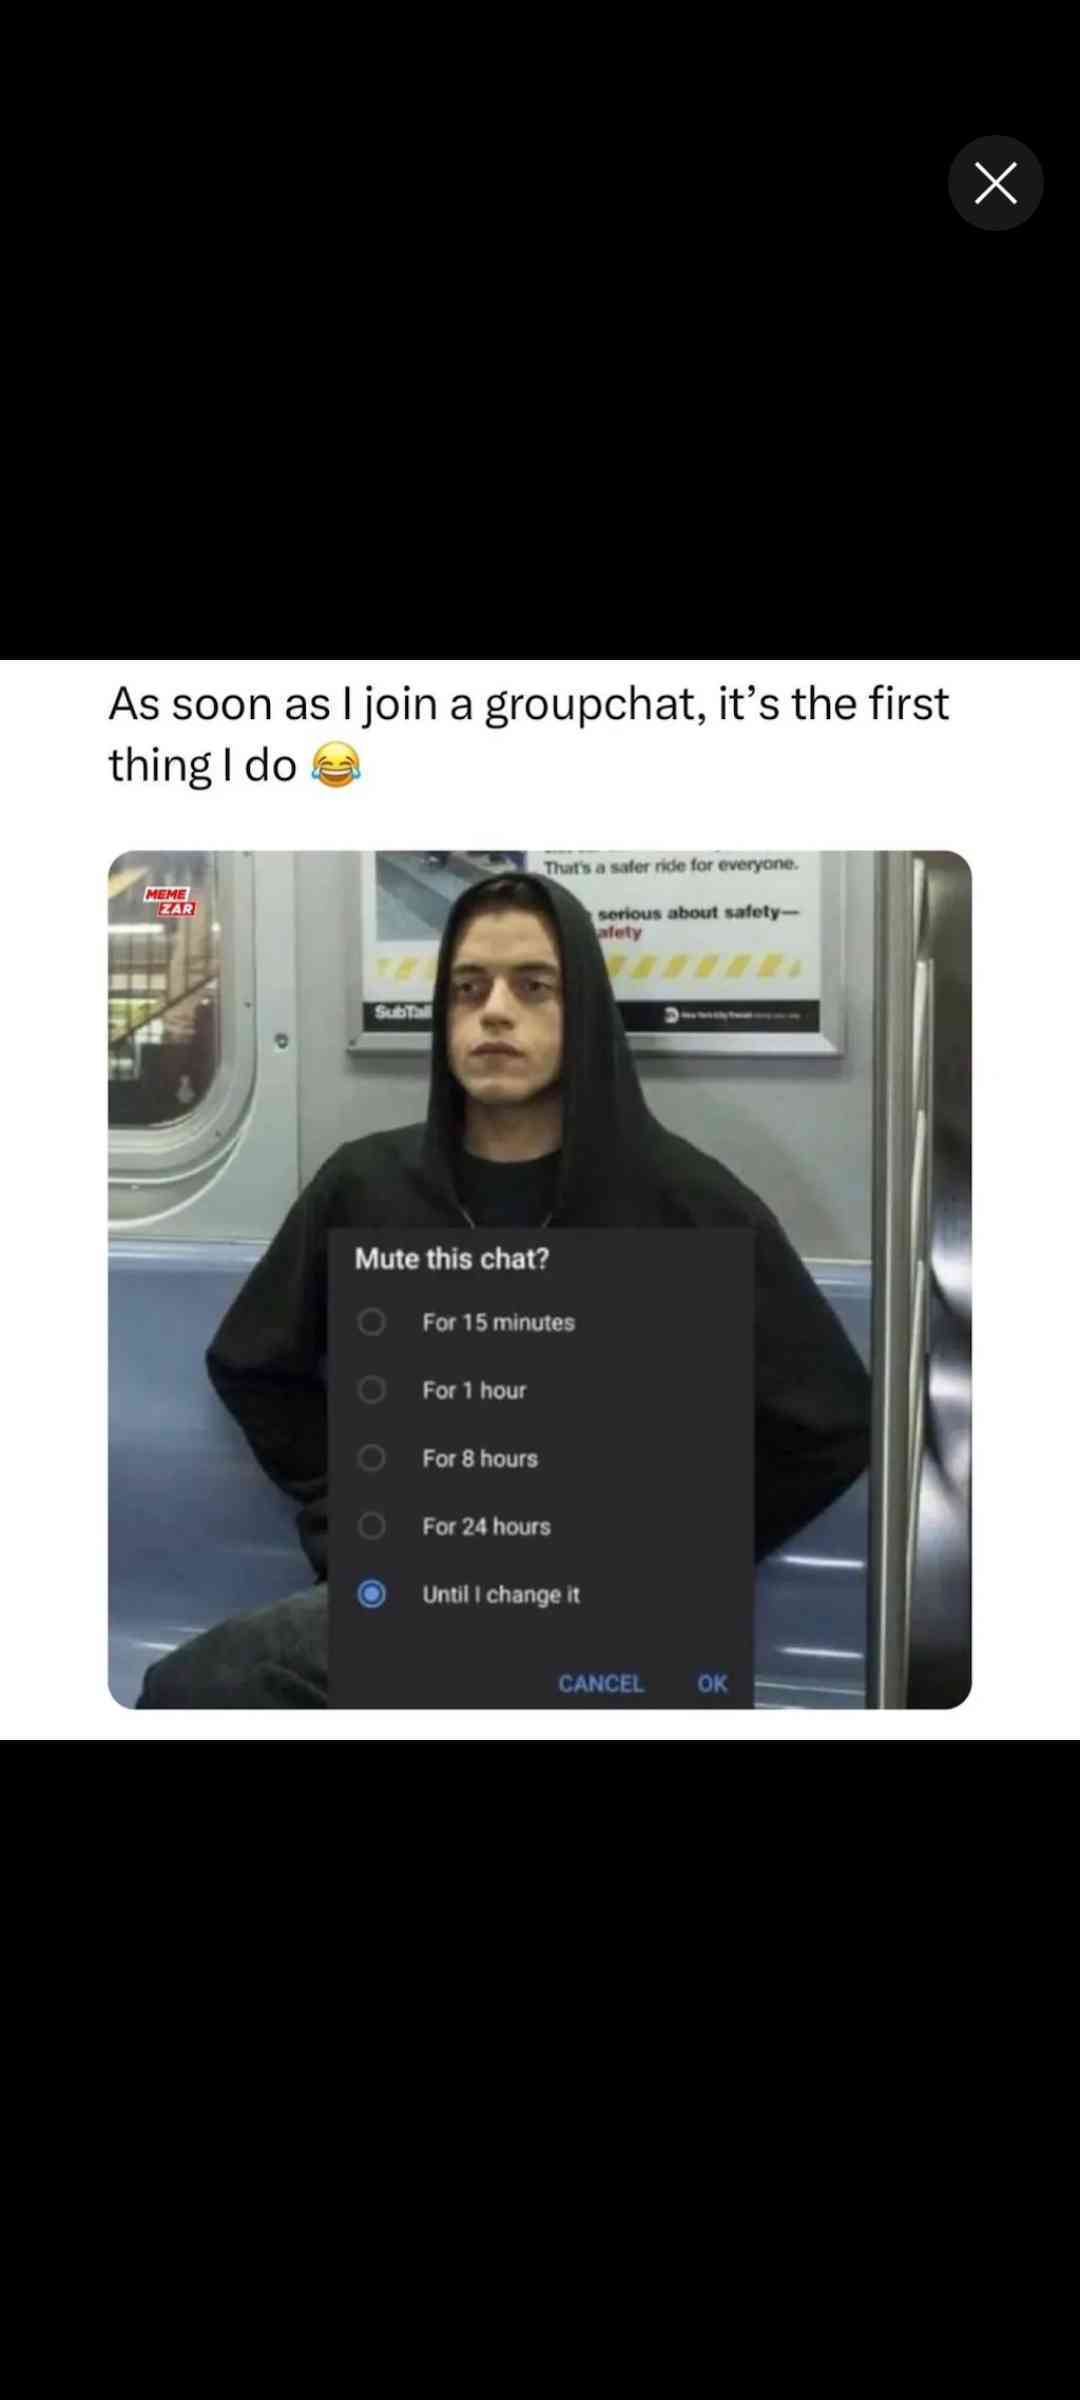 As soon as I join a groupchat, it’s the first
thing I do 😂
MEME
ZAR
That's a safer ride for everyone.
serious about safety—
afety
SubTal
Mute this chat?
For 15 minutes
For 1 hour
For 8 hours
For 24 hours
Until I change it
CANCEL OK